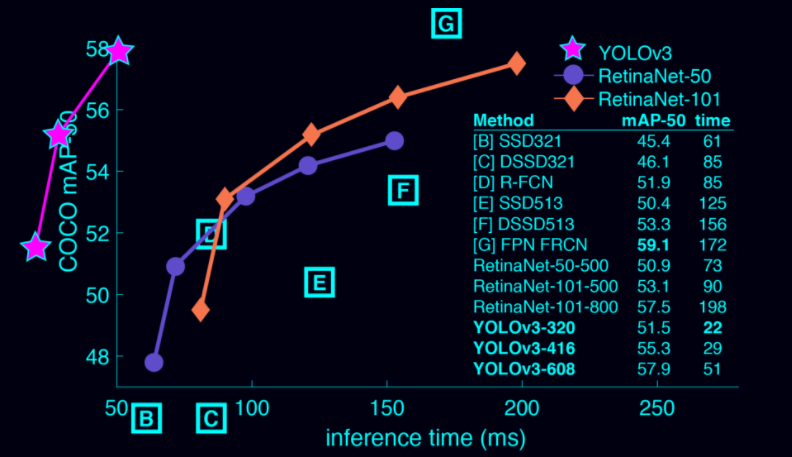 G
58
56
54
52
50
48
COCO mAP-50
D
E
F
B
C
50 100 150 200 250
inference time (ms)
YOLOv3
RetinaNet-50
RetinaNet-101
Method mAP-50 time
[B] SSD321 45.4 61
[C] DSSD321 46.1 85
[D] R-FCN 51.9 85
[E] SSD513 50.4 125
[F] DSSD513 53.3 156
[G] FPN FRCN 59.1 172
RetinaNet-50-500 50.9 73
RetinaNet-101-500 53.1 90
RetinaNet-101-800 57.5 198
YOLOv3-320 51.5 22
YOLOv3-416 55.3 29
YOLOv3-608 57.9 51